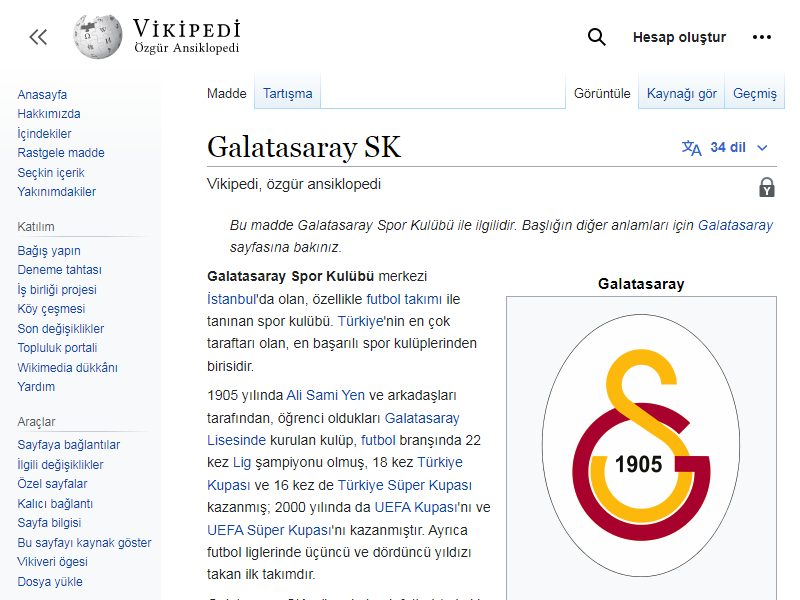 VİKİPEDİ
Özgür Ansiklopedi
Hesap oluştur
Anasayfa
Hakkımızda
İçindekiler
Rastgele madde
Seçkin içerik
Yakınımdakiler
Katılım
Bağış yapın
Deneme tahtası
İş birliği projesi
Köy çeşmesi
Son değişiklikler
Topluluk portali
Wikimedia dükkânı
Yardım
Araçlar
Sayfaya bağlantılar
İlgili değişiklikler
Özel sayfalar
Kalıcı bağlantı
Sayfa bilgisi
Bu sayfayı kaynak göster
Vikiveri ögesi
Dosya yükle
Madde Tartışma Görüntüle Kaynağı gör Geçmiş
Galatasaray SK
34 dil
Vikipedi, özgür ansiklopedi
Bu madde Galatasaray Spor Kulübü ile ilgilidir. Başlığın diğer anlamları için Galatasaray
sayfasına bakınız.
Galatasaray Spor Kulübü merkezi
İstanbul'da olan, özellikle futbol takımı ile
tanınan spor kulübü. Türkiye'nin en çok
taraftarı olan, en başarılı spor kulüplerinden
birisidir.
1905 yılında Ali Sami Yen ve arkadaşları
tarafından, öğrenci oldukları Galatasaray
Lisesinde kurulan kulüp, futbol branşında 22
kez Lig şampiyonu olmuş, 18 kez Türkiye
Kupası ve 16 kez de Türkiye Süper Kupası
kazanmış; 2000 yılında da UEFA Kupası'nı ve
UEFA Süper Kupası'nı kazanmıştır. Ayrıca
futbol liglerinde üçüncü ve dördüncü yıldızı
takan ilk takımdır.
Galatasaray
1905